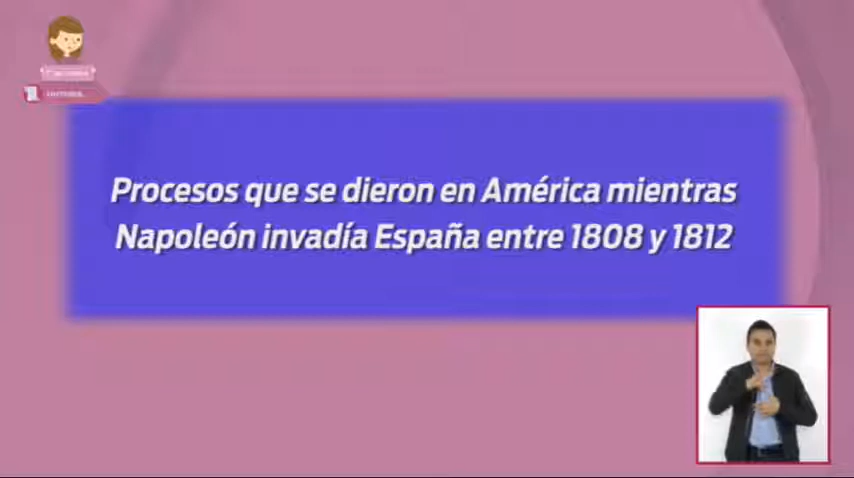 Procesos que se dieron en América mientras
Napoleón invadía España entre 1808 y 1812